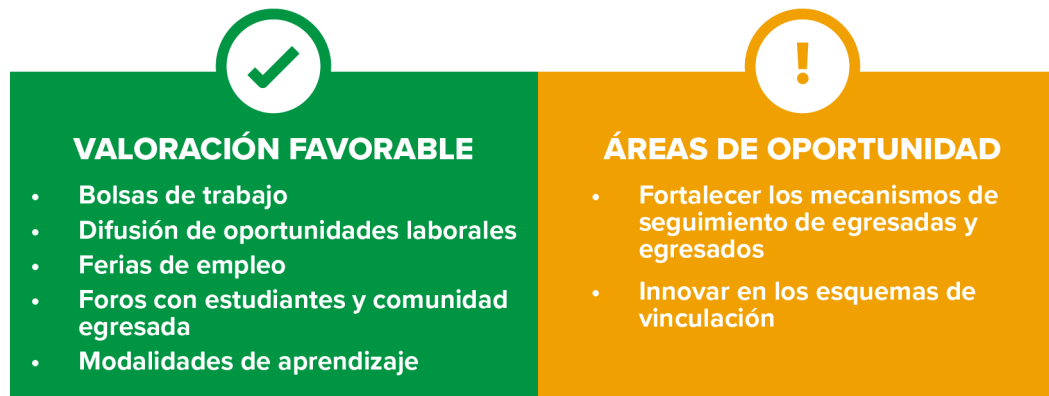 VALORACIÓN FAVORABLE
• Bolsas de trabajo
• Difusión de oportunidades laborales
• Ferias de empleo
• Foros con estudiantes y comunidad
egresada
• Modalidades de aprendizaje
!
ÁREAS DE OPORTUNIDAD
• Fortalecer los mecanismos de
seguimiento de egresadas y
egresados
• Innovar en los esquemas de
vinculación